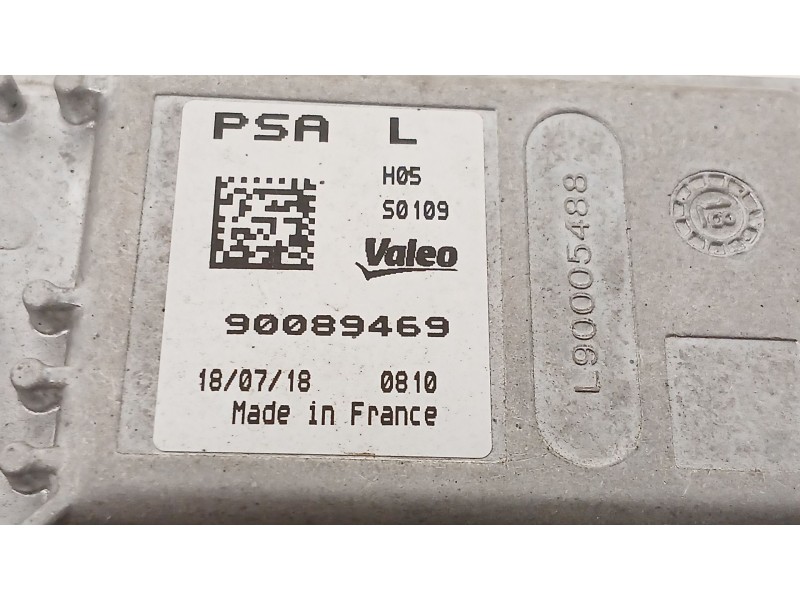 PSA L
H05
S0109
Valeo
90089469
18/07/18 0810
Made in France
L90005488